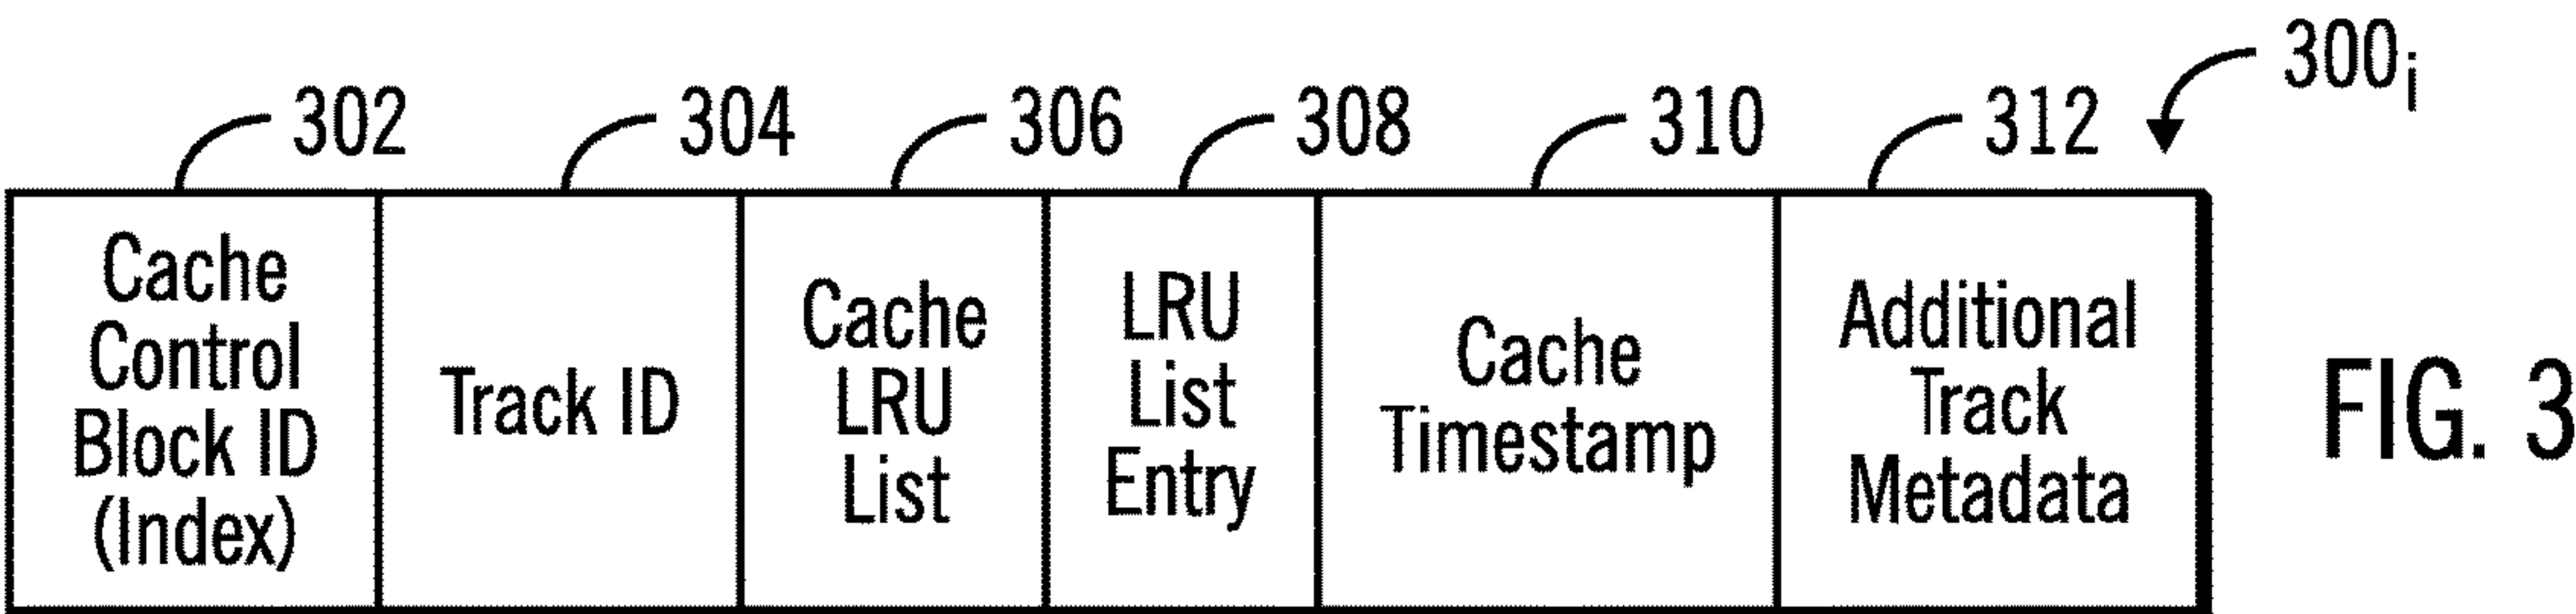 300i
302
304
306
308
310
312
Cache
Control
Block ID
(Index)
Track ID
Cache
LRU
List
LRU
List
Entry
Cache
Timestamp
Additional
Track
Metadata
FIG. 3